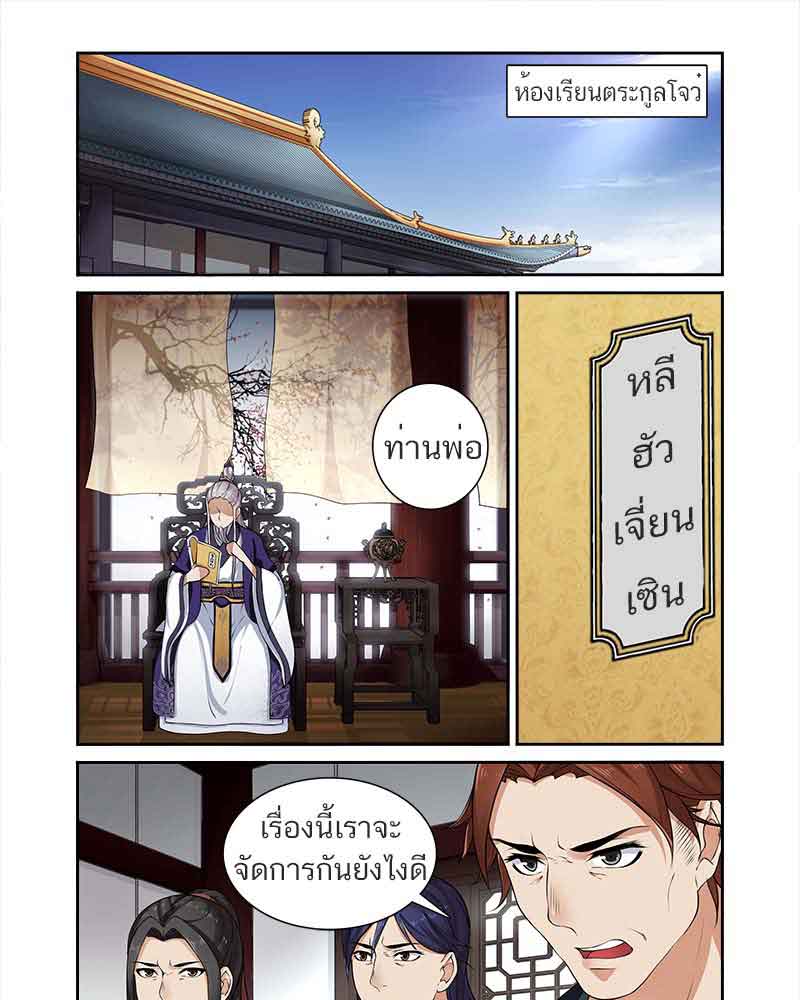 ห้องเรียนตระกูลโจว่
ท่านพ่อ
หลี
ฮัว
เจี่ยน
เซิน
เรื่องนี้เราจะ
จัดการกันยังไงดี